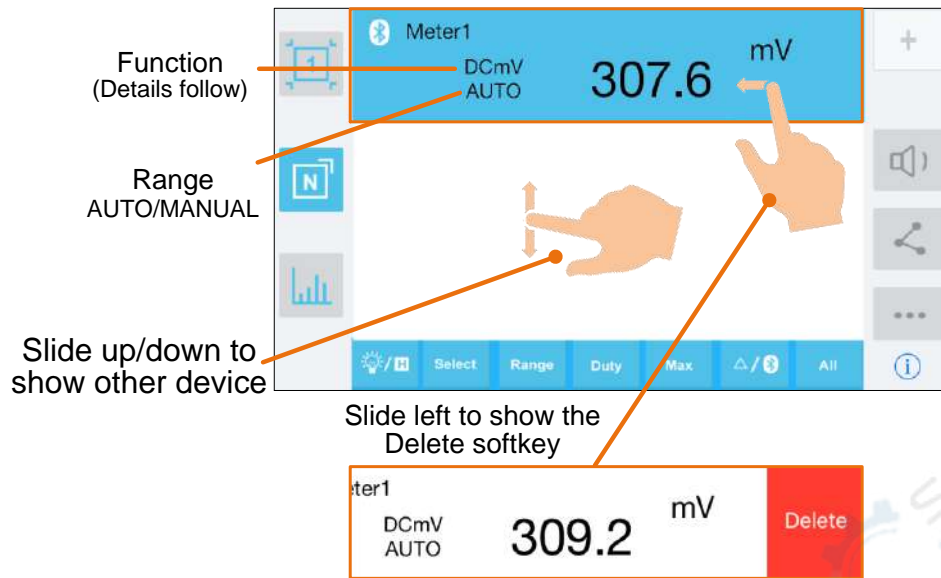 Meter1
mV
DCmV
307.6
AUTO
Function
(Details follow)
Range
AUTO/MANUAL
1
N
+
Slide up/down to
show other device
/H Select Range Duty Max △/ All
i
Slide left to show the
Delete softkey
ter1
mV
DCmV
309.2
AUTO
Delete